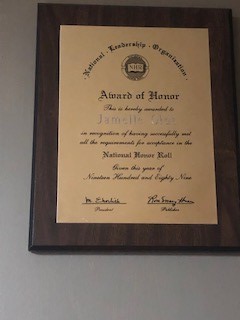 · National · Leadership · Organization ·
NHR
Award of Honor
This is hereby awarded to
in recognition of having successfully met
all the requirements for acceptance in the
National Honor Roll
Given this year of
Nineteen Hundred and Eighty Nine
President
Publisher